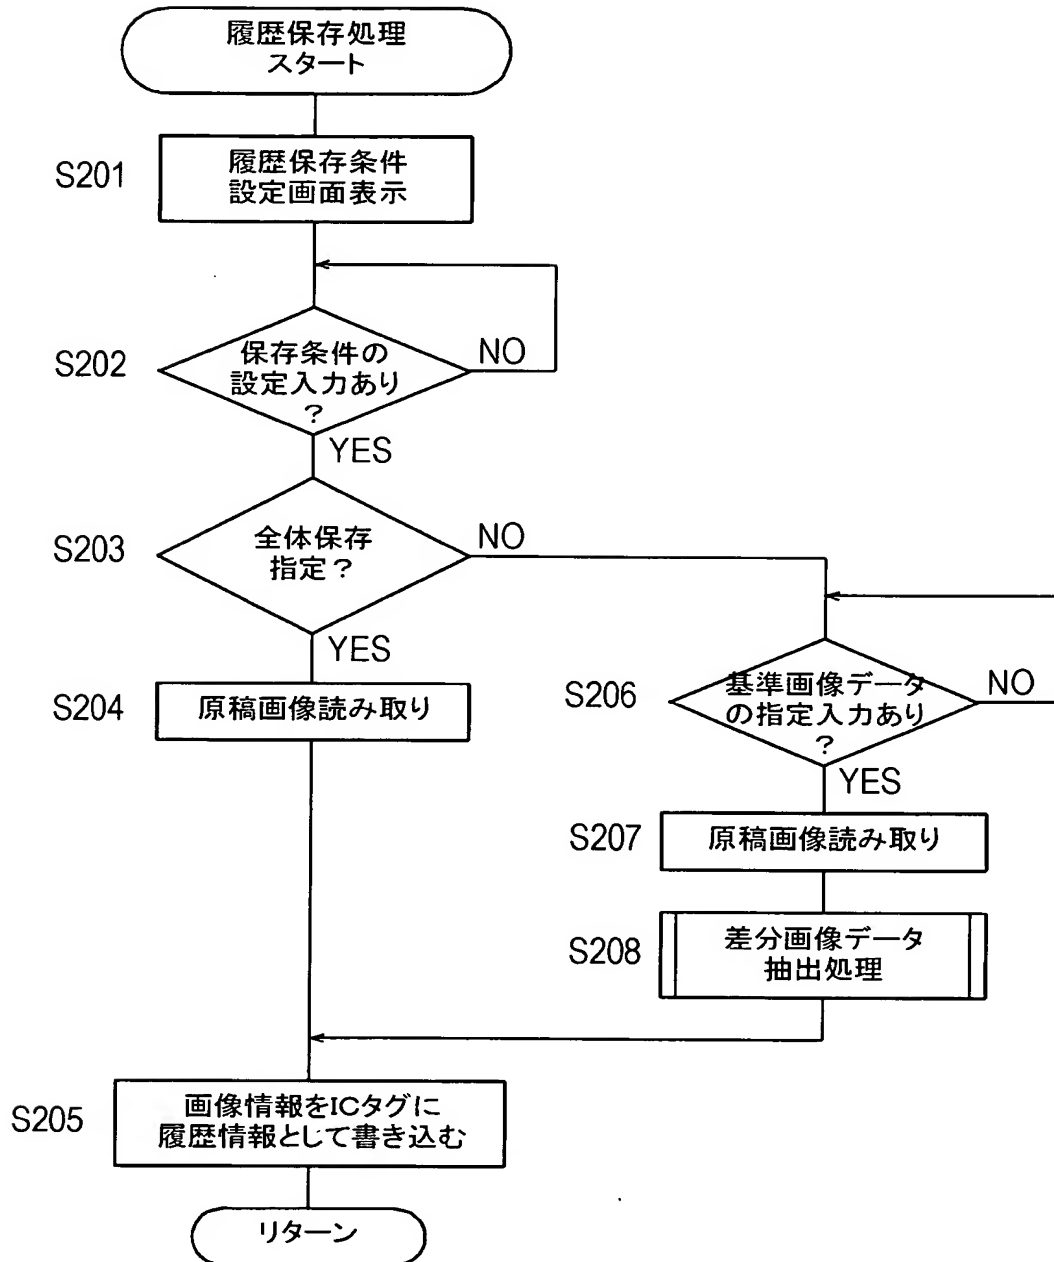 履歴保存処理
スタート
S201
履歴保存条件
設定画面表示
S202
保存条件の
設定入力あり
?
NO
YES
S203
全体保存
指定?
NO
YES
S204
原稿画像読み取り
S206
基準画像データ
の指定入力あり
?
NO
YES
S207
原稿画像読み取り
S208
差分画像データ
抽出処理
S205
画像情報をICタグに
履歴情報として書き込む
リターン